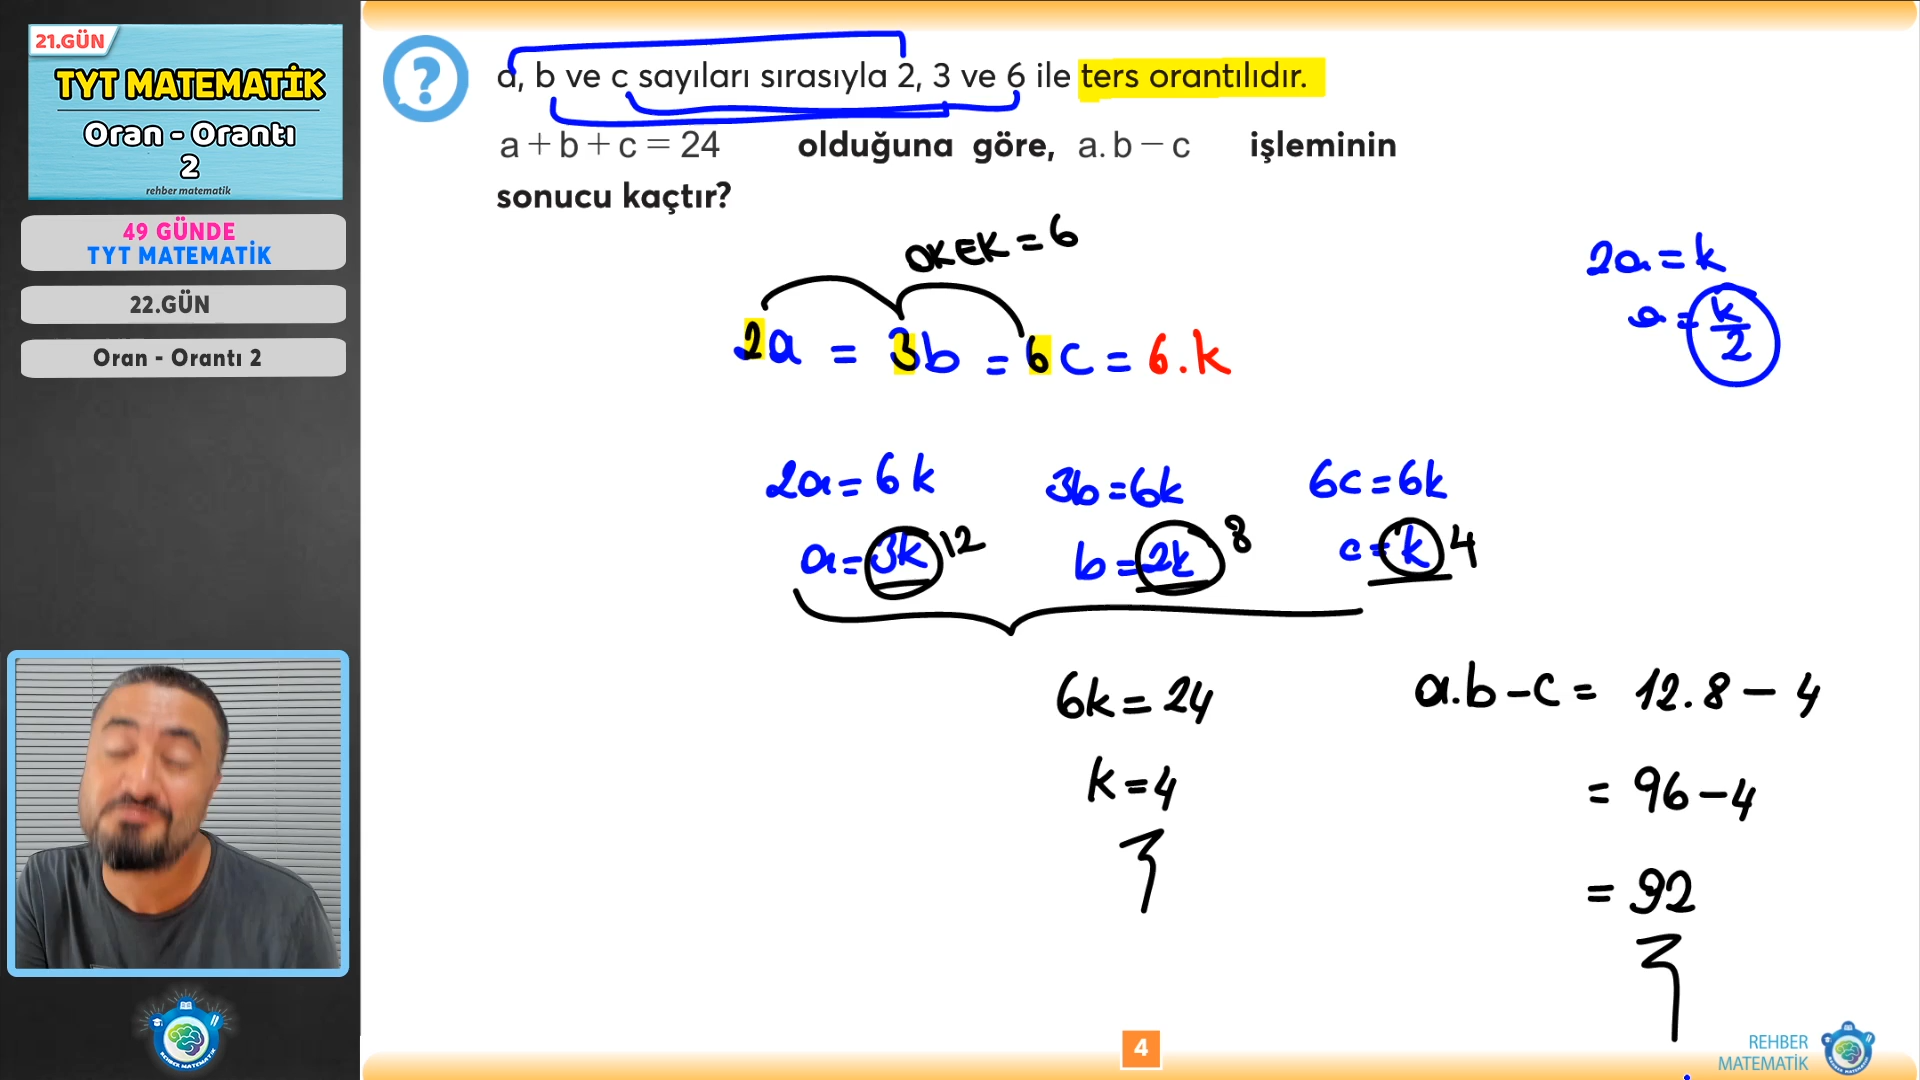 21.GÜN
TYT MATEMATİK
Oran - Orantı
2
rehber matematik
49 GÜNDE
TYT MATEMATİK
22.GÜN
Oran - Orantı 2
a, b ve c sayıları sırasıyla 2, 3 ve 6 ile ters orantılıdır.
a + b + c = 24 olduğuna göre, a. b − c işleminin
sonucu kaçtır?
OKEK = 6
2a = 3b = 6c = 6.k
2a = k
a = k/2
2a = 6k 3b = 6k 6c = 6k
a = 3k 12 b = 2k 8 c = k 4
6k = 24
k = 4
a.b − c = 12.8 − 4
= 96 − 4
= 92
4
REHBER
MATEMATİK